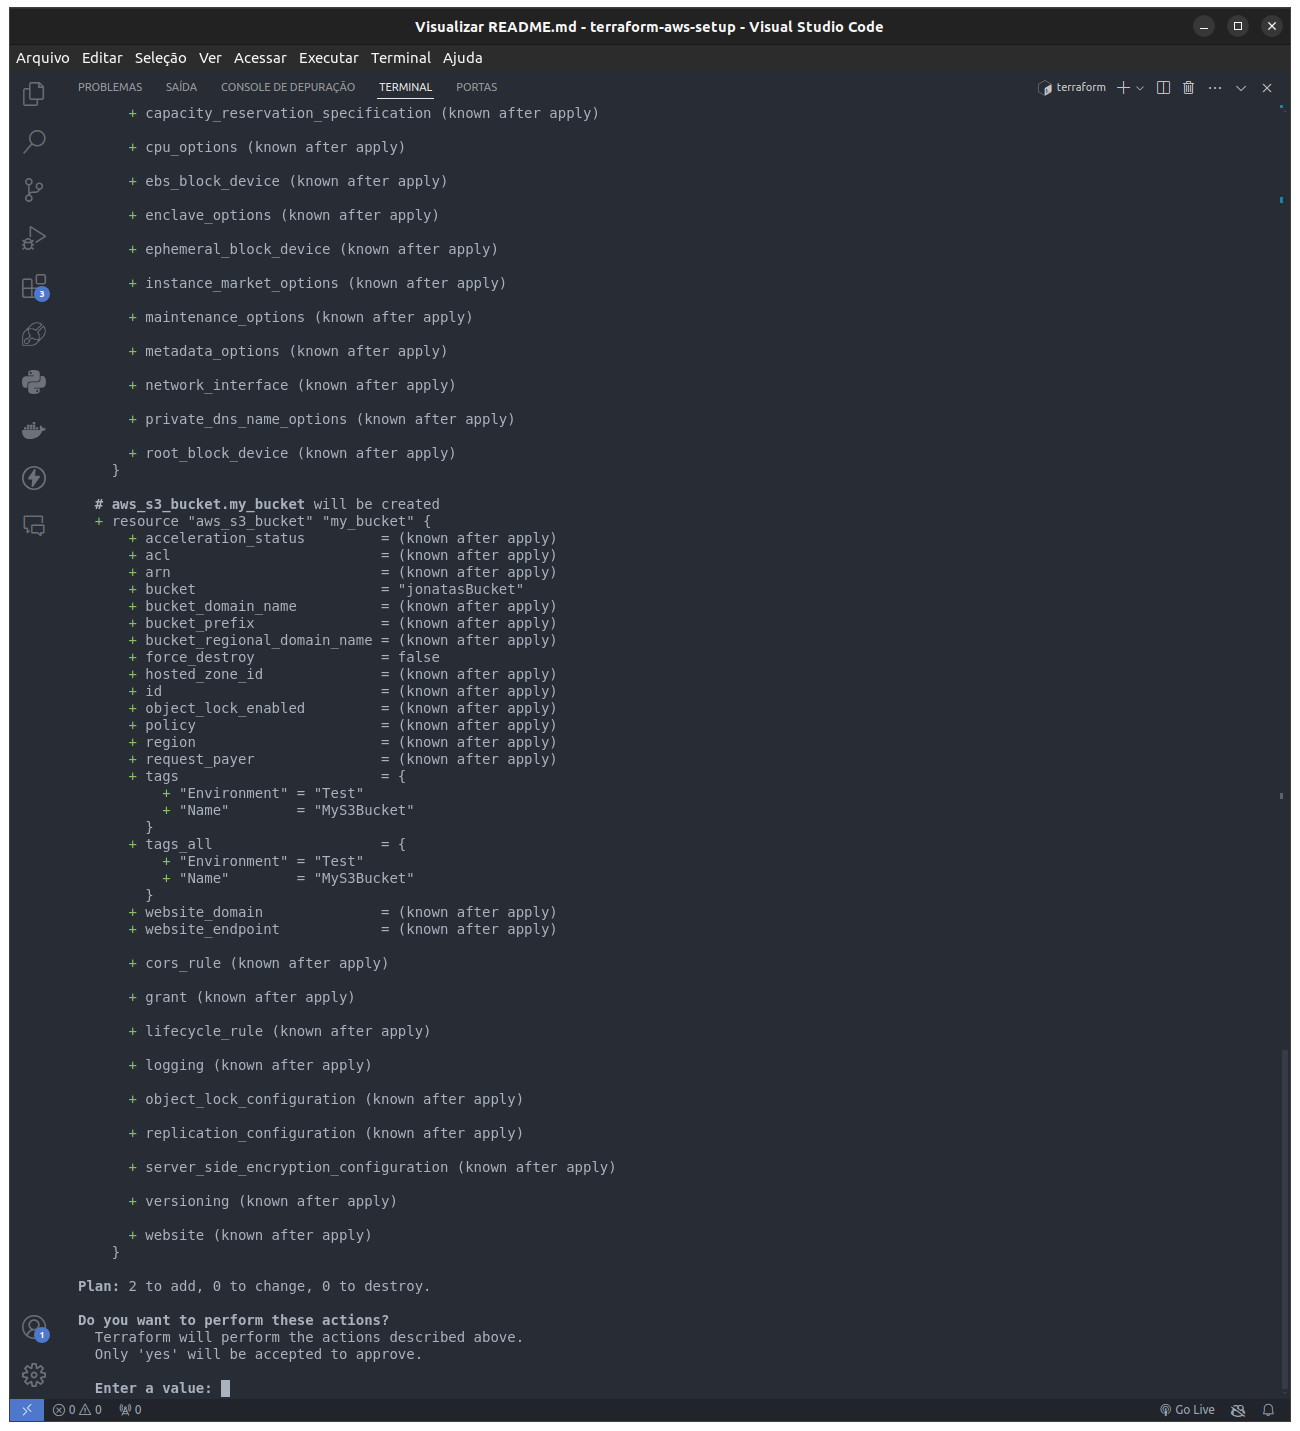 Visualizar README.md - terraform-aws-setup - Visual Studio Code
Arquivo Editar Seleção Ver Acessar Executar Terminal Ajuda
PROBLEMAS SAÍDA CONSOLE DE DEPURAÇÃO TERMINAL PORTAS terraform
+ capacity_reservation_specification (known after apply)
+ cpu_options (known after apply)
+ ebs_block_device (known after apply)
+ enclave_options (known after apply)
+ ephemeral_block_device (known after apply)
+ instance_market_options (known after apply)
+ maintenance_options (known after apply)
+ metadata_options (known after apply)
+ network_interface (known after apply)
+ private_dns_name_options (known after apply)
+ root_block_device (known after apply)
}
# aws_s3_bucket.my_bucket will be created
+ resource "aws_s3_bucket" "my_bucket" {
+ acceleration_status = (known after apply)
+ acl = (known after apply)
+ arn = (known after apply)
+ bucket = "jonatasBucket"
+ bucket_domain_name = (known after apply)
+ bucket_prefix = (known after apply)
+ bucket_regional_domain_name = (known after apply)
+ force_destroy = false
+ hosted_zone_id = (known after apply)
+ id = (known after apply)
+ object_lock_enabled = (known after apply)
+ policy = (known after apply)
+ region = (known after apply)
+ request_payer = (known after apply)
+ tags = {
+ "Environment" = "Test"
+ "Name" = "MyS3Bucket"
}
+ tags_all = {
+ "Environment" = "Test"
+ "Name" = "MyS3Bucket"
}
+ website_domain = (known after apply)
+ website_endpoint = (known after apply)
+ cors_rule (known after apply)
+ grant (known after apply)
+ lifecycle_rule (known after apply)
+ logging (known after apply)
+ object_lock_configuration (known after apply)
+ replication_configuration (known after apply)
+ server_side_encryption_configuration (known after apply)
+ versioning (known after apply)
+ website (known after apply)
}
Plan: 2 to add, 0 to change, 0 to destroy.
Do you want to perform these actions?
Terraform will perform the actions described above.
Only 'yes' will be accepted to approve.
Enter a value:
3
1
0 0 0 Go Live